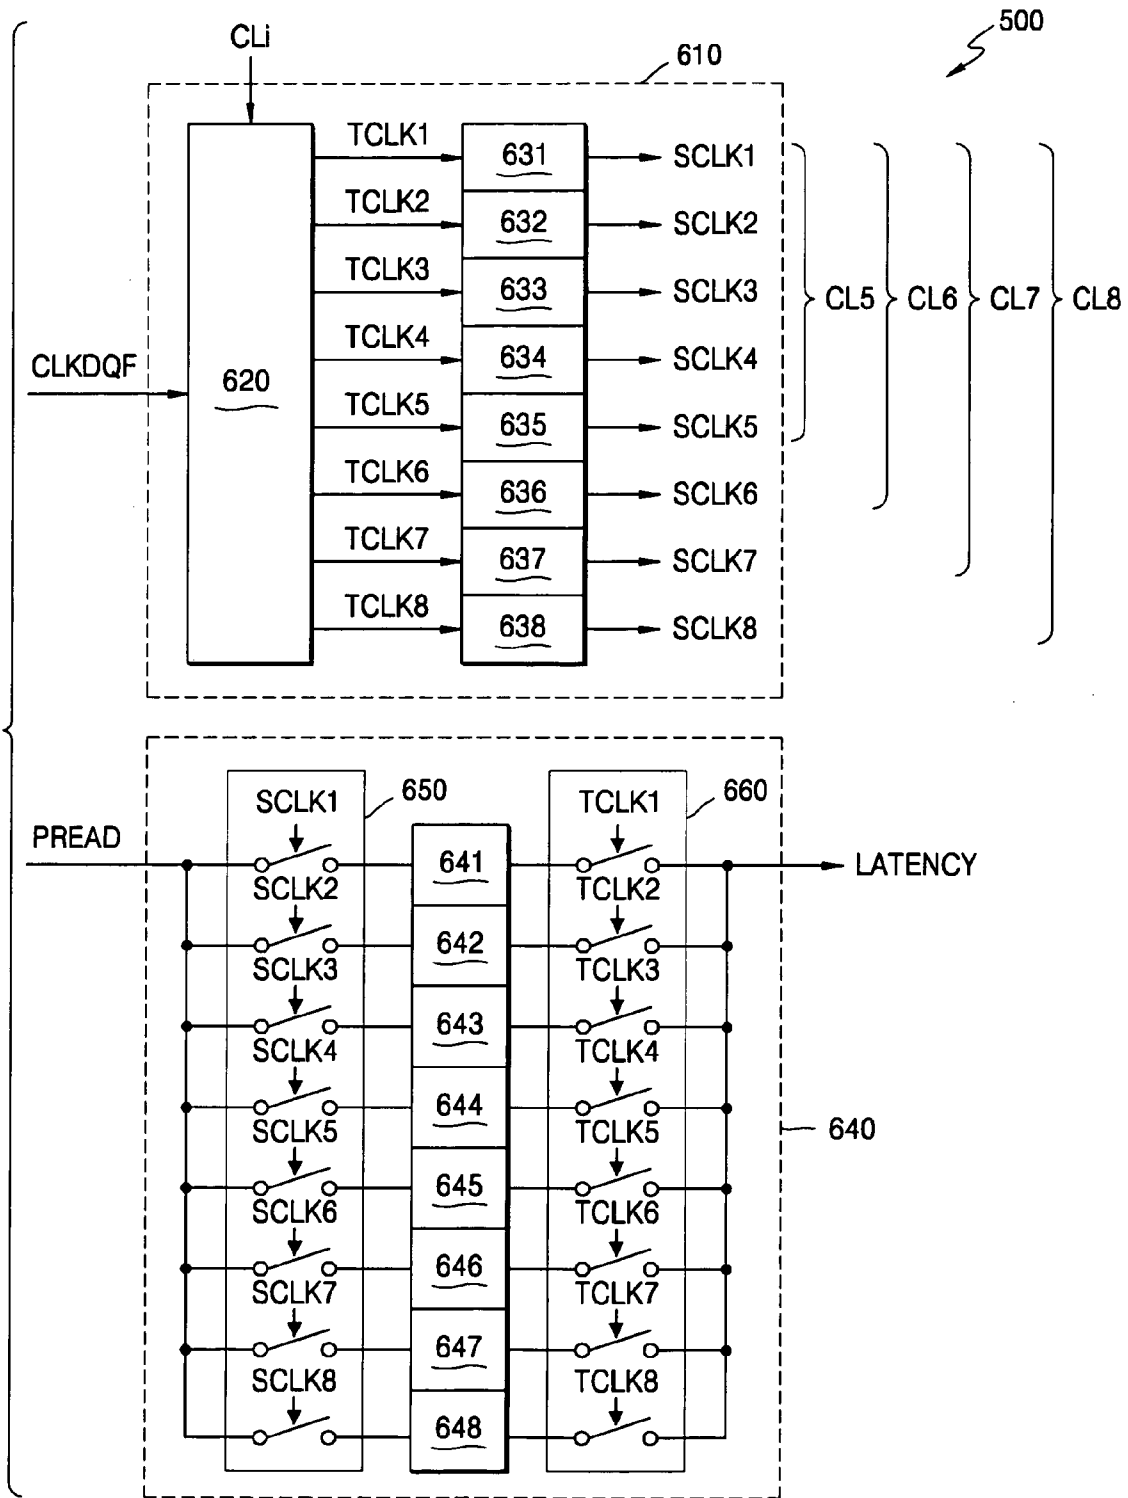 500
CLi
610
TCLK1 631 SCLK1
TCLK2 632 SCLK2
TCLK3 633 SCLK3
CL5 CL6 CL7 CL8
TCLK4 634 SCLK4
CLKDQF 620
TCLK5 635 SCLK5
TCLK6 636 SCLK6
TCLK7 637 SCLK7
TCLK8 638 SCLK8
650 660
SCLK1 TCLK1
PREAD 641 LATENCY
SCLK2 TCLK2
642
SCLK3 TCLK3
643
SCLK4 TCLK4
644
640
SCLK5 TCLK5
645
SCLK6 TCLK6
646
SCLK7 TCLK7
647
SCLK8 TCLK8
648